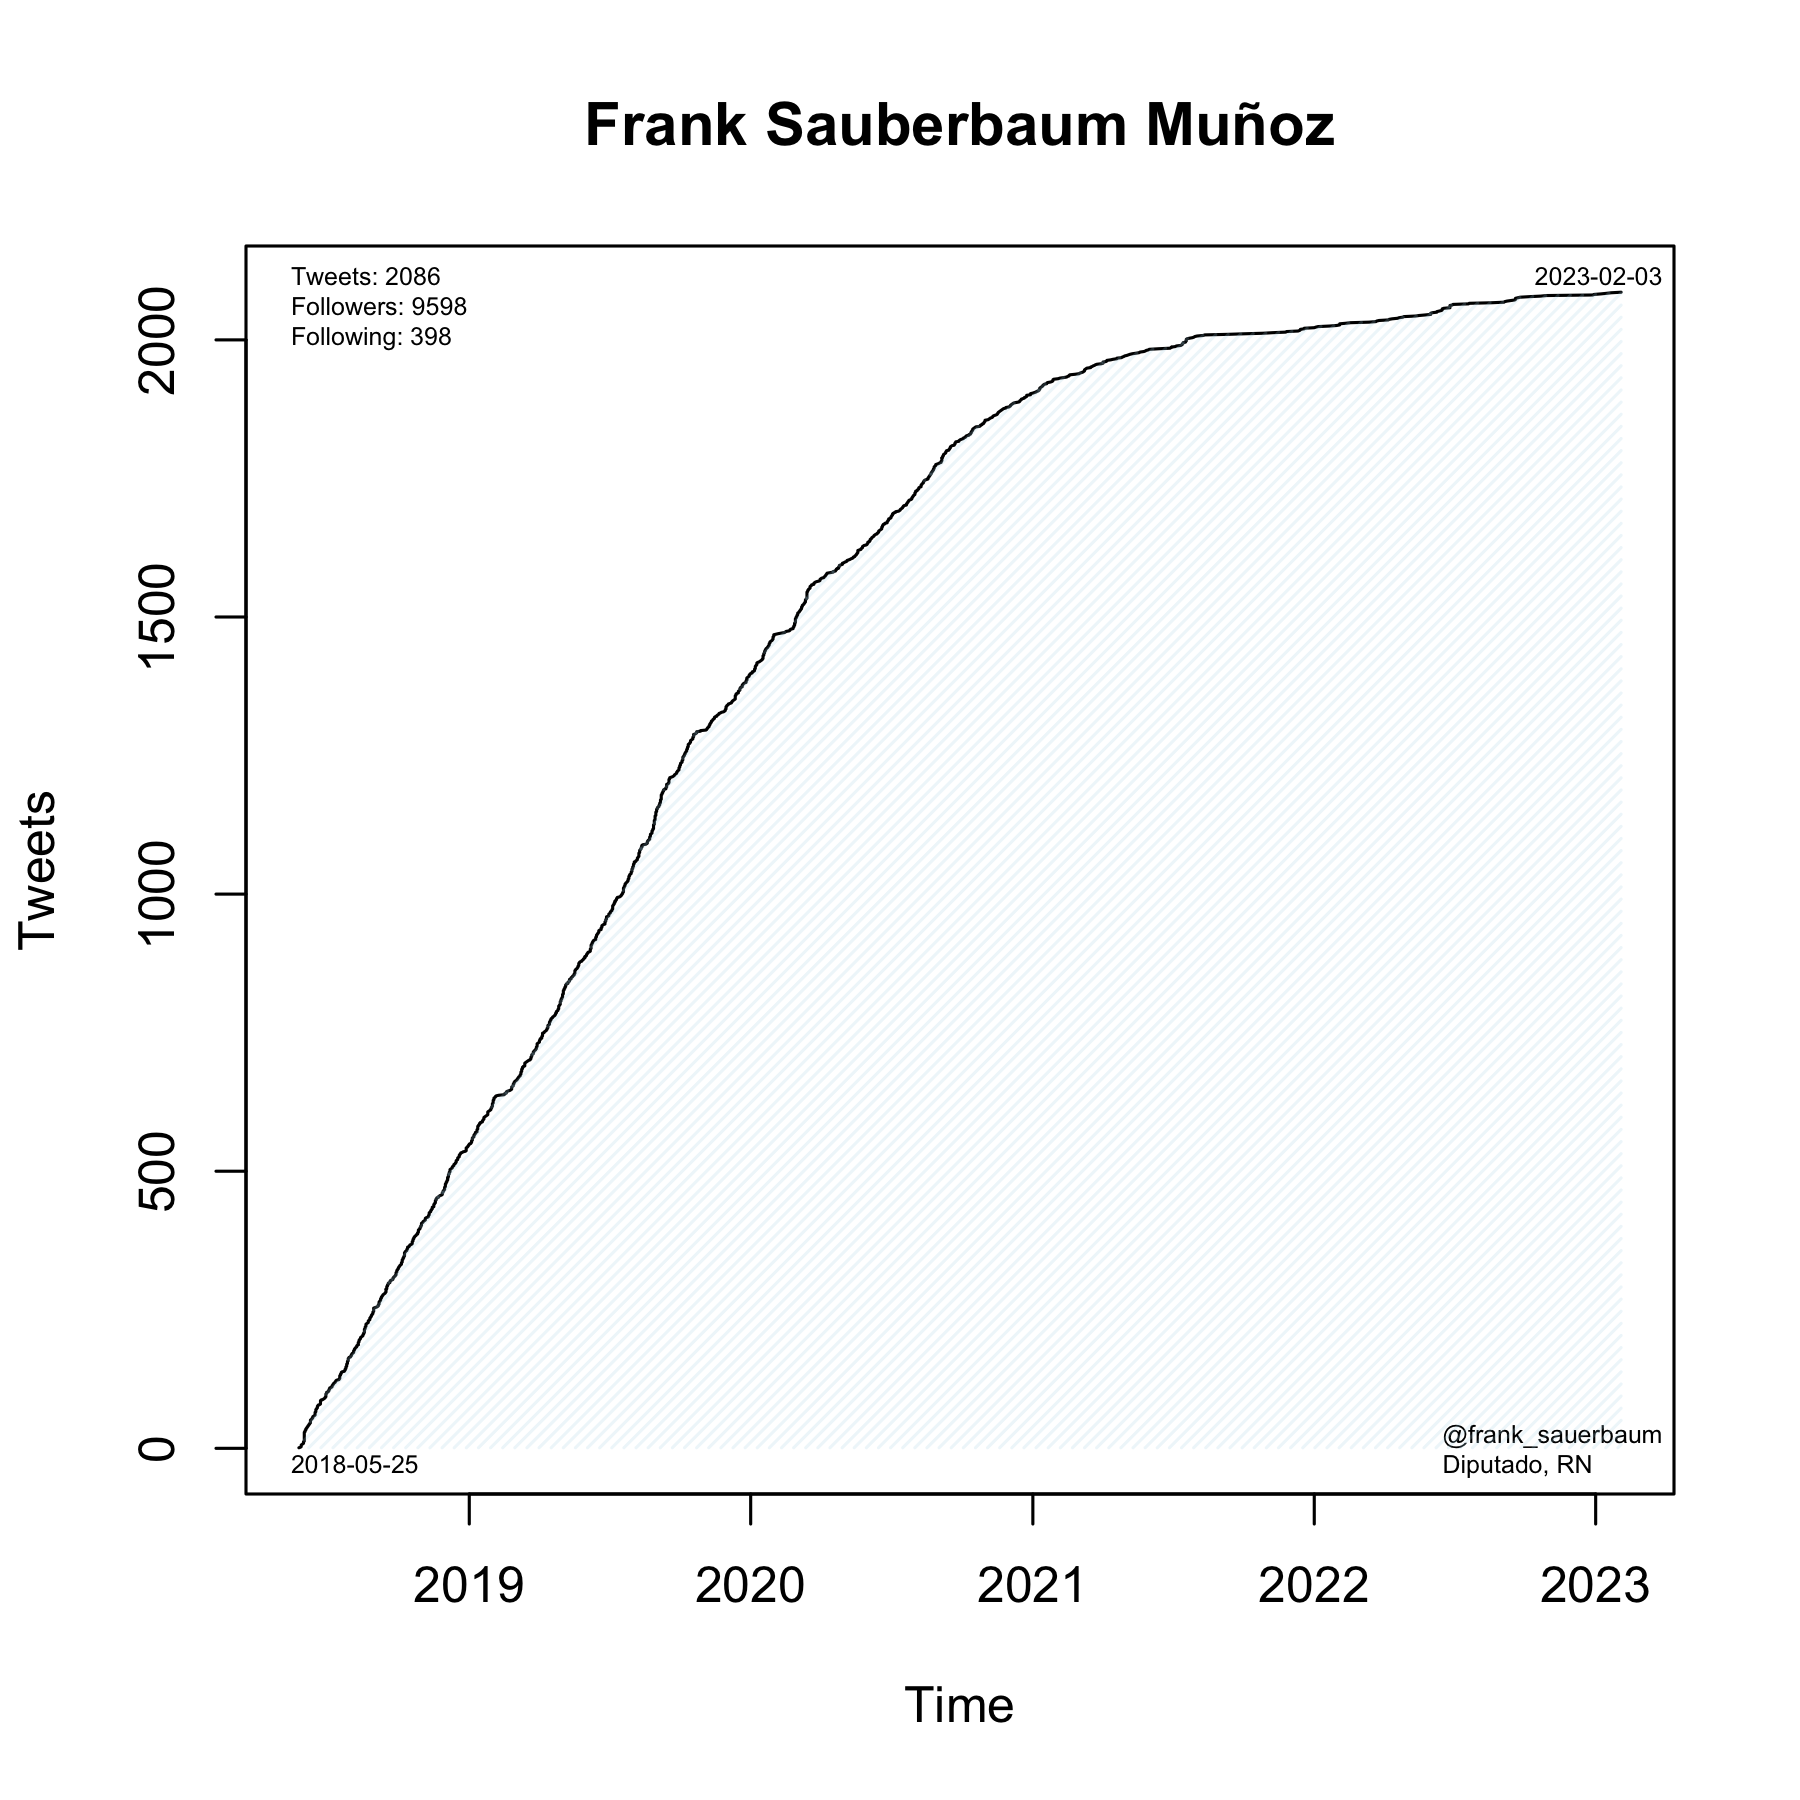 Frank Sauberbaum Muñoz
Tweets: 2086
Followers: 9598
Following: 398
2023-02-03
Tweets
2000
1500
1000
500
0
2018-05-25
@frank_sauerbaum
Diputado, RN
2019
2020
2021
2022
2023
Time